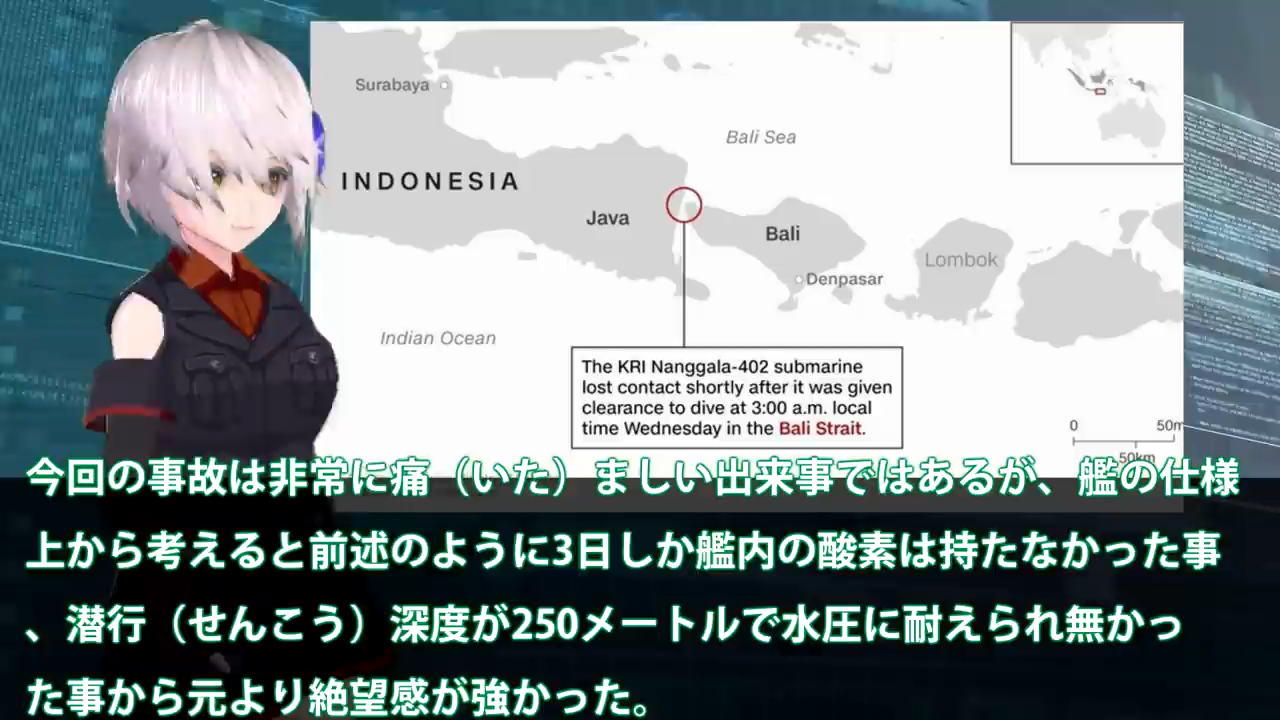 Surabaya
Bali Sea
INDONESIA
Java
Bali
Lombok
Denpasar
Indian Ocean
The KRI Nanggala-402 submarine
lost contact shortly after it was given
clearance to dive at 3:00 a.m. local
time Wednesday in the Bali Strait.
0 50m
50km
今回の事故は非常に痛（いた）ましい出来事ではあるが、艦の仕様
上から考えると前述のように3日しか艦内の酸素は持たなかった事
、潜行（せんこう）深度が250メートルで水圧に耐えられ無かっ
た事から元より絶望感が強かった。